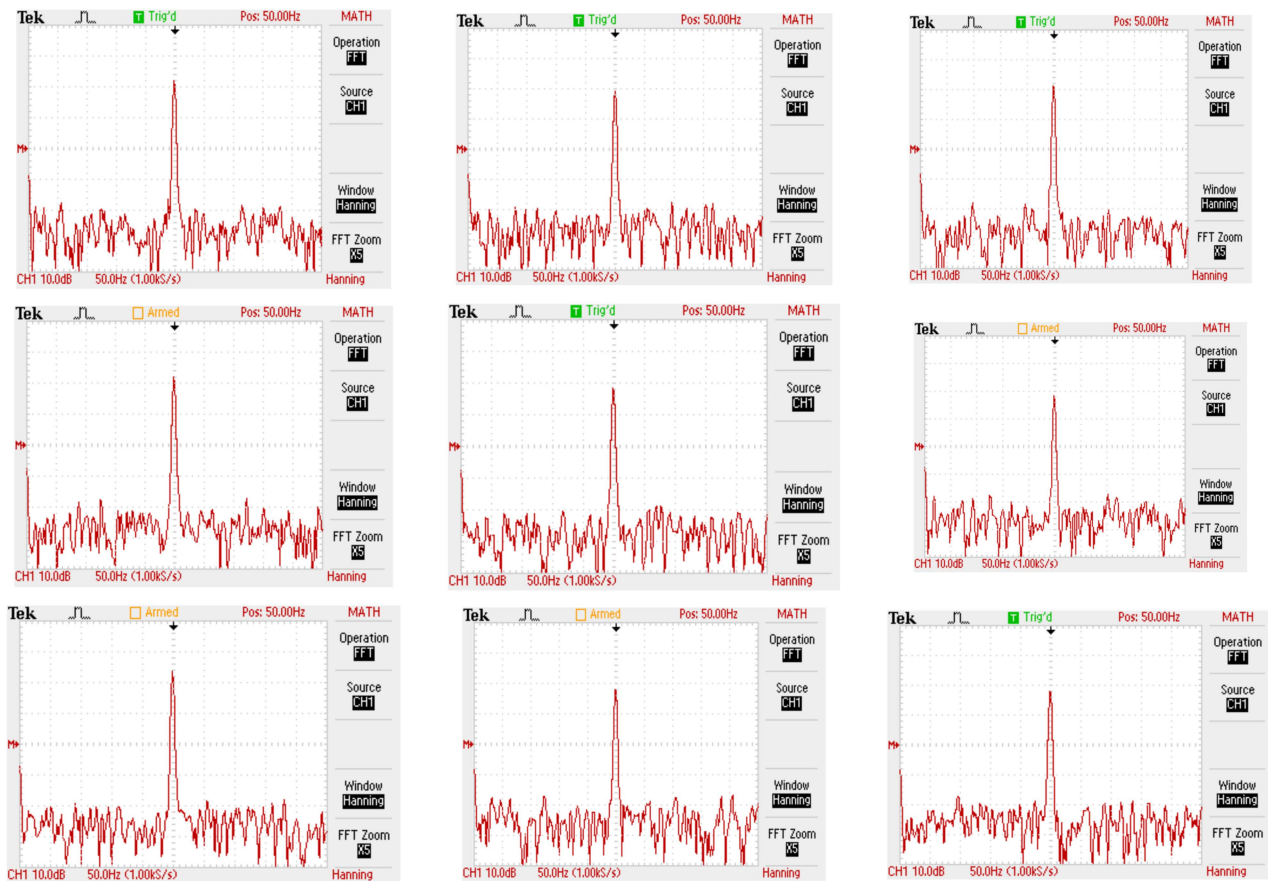 Tek T Trig'd Pos: 50.00Hz MATH
Operation
FFT
Source
CH1
M
Window
Hanning
FFT Zoom
X5
CH1 10.0dB 50.0Hz (1.00kS/s) Hanning
Tek T Trig'd Pos: 50.00Hz MATH
Operation
FFT
Source
CH1
M
Window
Hanning
FFT Zoom
X5
CH1 10.0dB 50.0Hz (1.00kS/s) Hanning
Tek T Trig'd Pos: 50.00Hz MATH
Operation
FFT
Source
CH1
M
Window
Hanning
FFT Zoom
X5
CH1 10.0dB 50.0Hz (1.00kS/s) Hanning
Tek Armed Pos: 50.00Hz MATH
Operation
FFT
Source
CH1
M
Window
Hanning
FFT Zoom
X5
CH1 10.0dB 50.0Hz (1.00kS/s) Hanning
Tek T Trig'd Pos: 50.00Hz MATH
Operation
FFT
Source
CH1
M
Window
Hanning
FFT Zoom
X5
CH1 10.0dB 50.0Hz (1.00kS/s) Hanning
Tek Armed Pos: 50.00Hz MATH
Operation
FFT
Source
CH1
M
Window
Hanning
FFT Zoom
X5
CH1 10.0dB 50.0Hz (1.00kS/s) Hanning
Tek Armed Pos: 50.00Hz MATH
Operation
FFT
Source
CH1
M
Window
Hanning
FFT Zoom
X5
CH1 10.0dB 50.0Hz (1.00kS/s) Hanning
Tek Armed Pos: 50.00Hz MATH
Operation
FFT
Source
CH1
M
Window
Hanning
FFT Zoom
X5
CH1 10.0dB 50.0Hz (1.00kS/s) Hanning
Tek T Trig'd Pos: 50.00Hz MATH
Operation
FFT
Source
CH1
M
Window
Hanning
FFT Zoom
X5
CH1 10.0dB 50.0Hz (1.00kS/s) Hanning